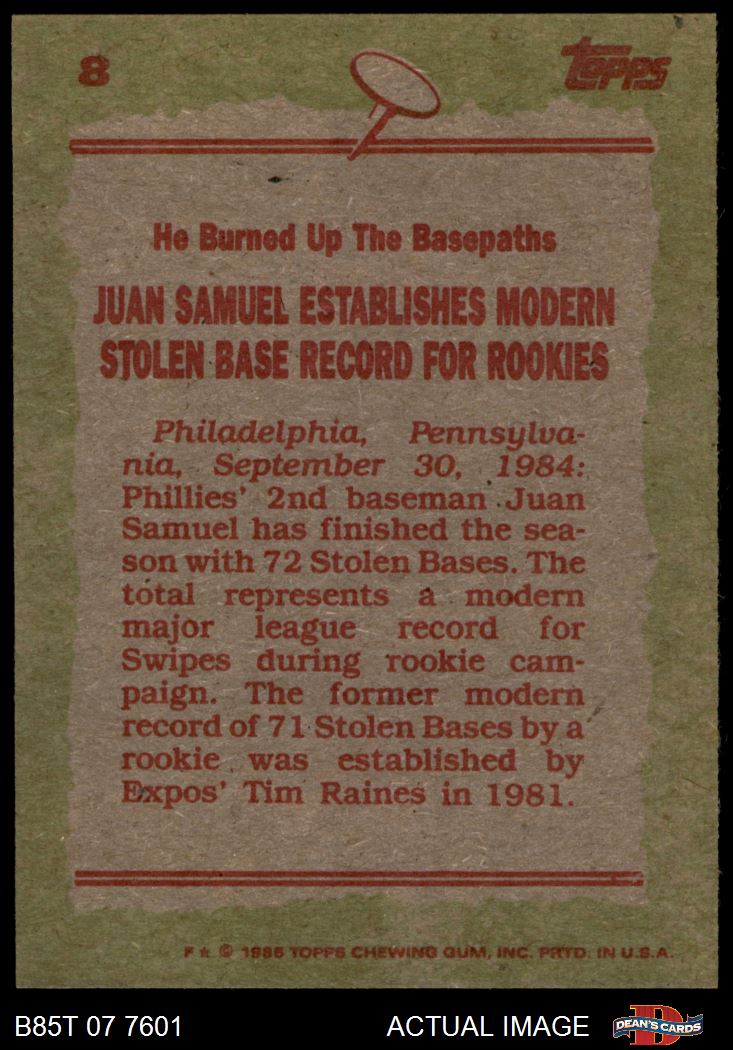 8
Topps
He Burned Up The Basepaths
JUAN SAMUEL ESTABLISHES MODERN
STOLEN BASE RECORD FOR ROOKIES
Philadelphia, Pennsylva-
nia, September 30, 1984:
Phillies' 2nd baseman Juan
Samuel has finished the sea-
son with 72 Stolen Bases. The
total represents a modern
major league record for
Swipes during rookie cam-
paign. The former modern
record of 71 Stolen Bases by a
rookie was established by
Expos' Tim Raines in 1981.
F ★ © 1985 TOPPS CHEWING GUM, INC. PRTD. IN U.S.A.
B85T 07 7601
ACTUAL IMAGE
D
DEAN'S CARDS